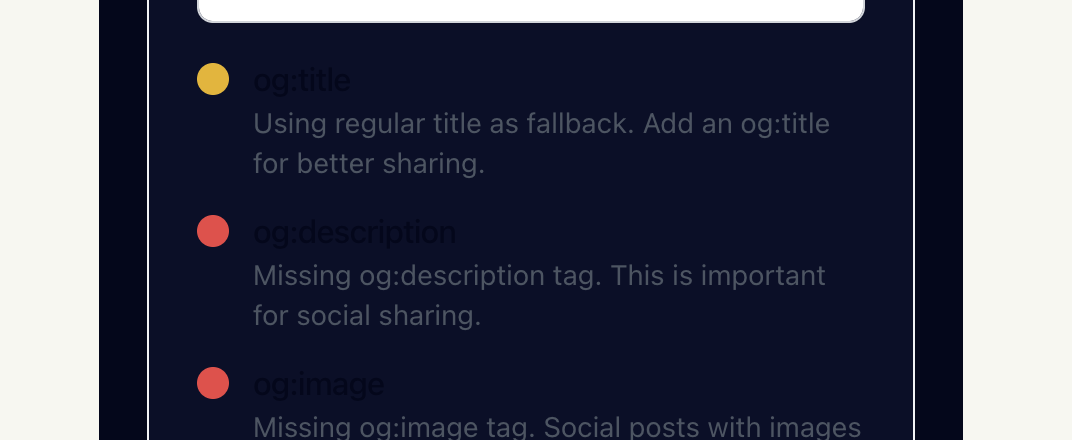 og:title
Using regular title as fallback. Add an og:title
for better sharing.
og:description
Missing og:description tag. This is important
for social sharing.
og:image
Missing og:image tag. Social posts with images